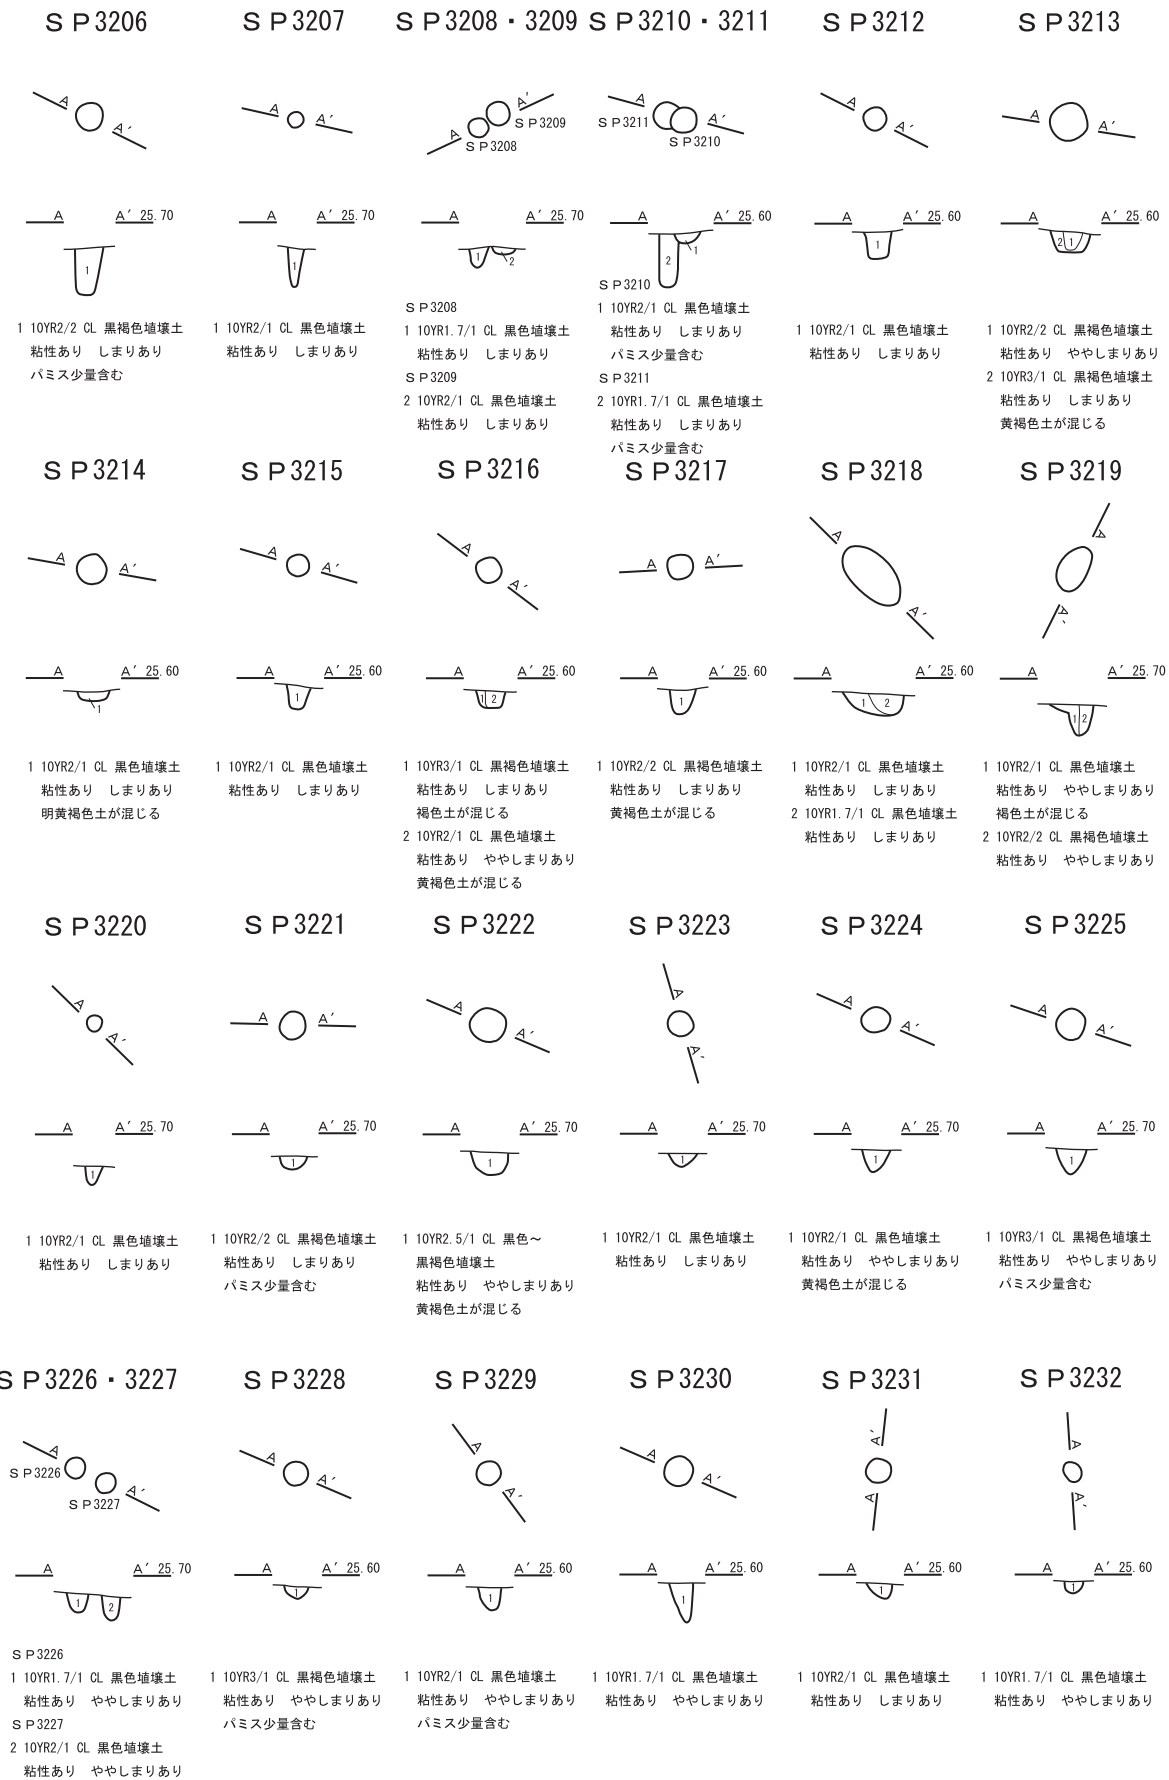 SP3206
A
A'
A A' 25.70
1
1 10YR2/2 CL 黒褐色埴壌土
粘性あり しまりあり
パミス少量含む
SP3207
A
A'
A A' 25.70
1
1 10YR2/1 CL 黒色埴壌土
粘性あり しまりあり
SP3208・3209
A'
SP3209
A
SP3208
A A' 25.70
1
2
SP3208
1 10YR1.7/1 CL 黒色埴壌土
粘性あり しまりあり
SP3209
2 10YR2/1 CL 黒色埴壌土
粘性あり しまりあり
SP3210・3211
A
SP3211
A'
SP3210
A A' 25.60
1
2
SP3210
1 10YR2/1 CL 黒色埴壌土
粘性あり しまりあり
パミス少量含む
SP3211
2 10YR1.7/1 CL 黒色埴壌土
粘性あり しまりあり
パミス少量含む
SP3212
A
A'
A A' 25.60
1
1 10YR2/1 CL 黒色埴壌土
粘性あり しまりあり
SP3213
A
A'
A A' 25.60
2 1
1 10YR2/2 CL 黒褐色埴壌土
粘性あり ややしまりあり
2 10YR3/1 CL 黒褐色埴壌土
粘性あり しまりあり
黄褐色土が混じる
SP3214
A
A'
A A' 25.60
1
1 10YR2/1 CL 黒色埴壌土
粘性あり しまりあり
明黄褐色土が混じる
SP3215
A
A'
A A' 25.60
1
1 10YR2/1 CL 黒色埴壌土
粘性あり しまりあり
SP3216
A
A'
A A' 25.60
1 2
1 10YR3/1 CL 黒褐色埴壌土
粘性あり しまりあり
褐色土が混じる
2 10YR2/1 CL 黒色埴壌土
粘性あり ややしまりあり
黄褐色土が混じる
SP3217
A A'
A A' 25.60
1
1 10YR2/2 CL 黒褐色埴壌土
粘性あり しまりあり
黄褐色土が混じる
SP3218
A
A'
A A' 25.60
1 2
1 10YR2/1 CL 黒色埴壌土
粘性あり しまりあり
2 10YR1.7/1 CL 黒色埴壌土
粘性あり しまりあり
SP3219
A
A'
A A' 25.70
1 2
1 10YR2/1 CL 黒色埴壌土
粘性あり ややしまりあり
褐色土が混じる
2 10YR2/2 CL 黒褐色埴壌土
粘性あり ややしまりあり
SP3220
A
A'
A A' 25.70
1
1 10YR2/1 CL 黒色埴壌土
粘性あり しまりあり
SP3221
A A'
A A' 25.70
1
1 10YR2/2 CL 黒褐色埴壌土
粘性あり しまりあり
パミス少量含む
SP3222
A
A'
A A' 25.70
1
1 10YR2.5/1 CL 黒色～
黒褐色埴壌土
粘性あり ややしまりあり
黄褐色土が混じる
SP3223
A
A'
A A' 25.70
1
1 10YR2/1 CL 黒色埴壌土
粘性あり しまりあり
SP3224
A
A'
A A' 25.70
1
1 10YR2/1 CL 黒色埴壌土
粘性あり ややしまりあり
黄褐色土が混じる
SP3225
A
A'
A A' 25.70
1
1 10YR3/1 CL 黒褐色埴壌土
粘性あり ややしまりあり
パミス少量含む
SP3226・3227
A
SP3226
A'
SP3227
A A' 25.70
1 2
SP3226
1 10YR1.7/1 CL 黒色埴壌土
粘性あり ややしまりあり
SP3227
2 10YR2/1 CL 黒色埴壌土
粘性あり ややしまりあり
SP3228
A
A'
A A' 25.60
1
1 10YR3/1 CL 黒褐色埴壌土
粘性あり ややしまりあり
パミス少量含む
SP3229
A
A'
A A' 25.60
1
1 10YR2/1 CL 黒色埴壌土
粘性あり ややしまりあり
パミス少量含む
SP3230
A
A'
A A' 25.60
1
1 10YR1.7/1 CL 黒色埴壌土
粘性あり ややしまりあり
SP3231
A'
A
A A' 25.60
1
1 10YR2/1 CL 黒色埴壌土
粘性あり しまりあり
SP3232
A
A'
A A' 25.60
1
1 10YR1.7/1 CL 黒色埴壌土
粘性あり ややしまりあり